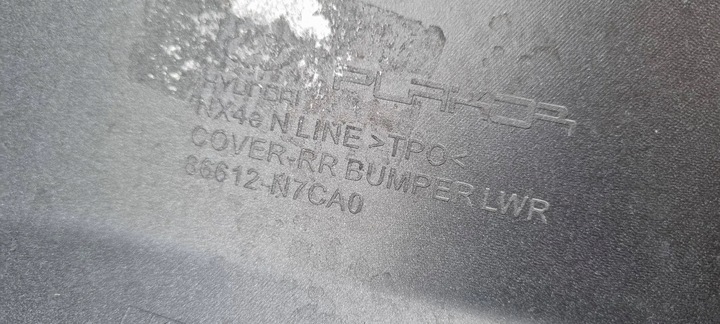 PLAKOR
HYUNDAI
NX4e N LINE >TPO<
COVER-RR BUMPER LWR
86612-N7CA0